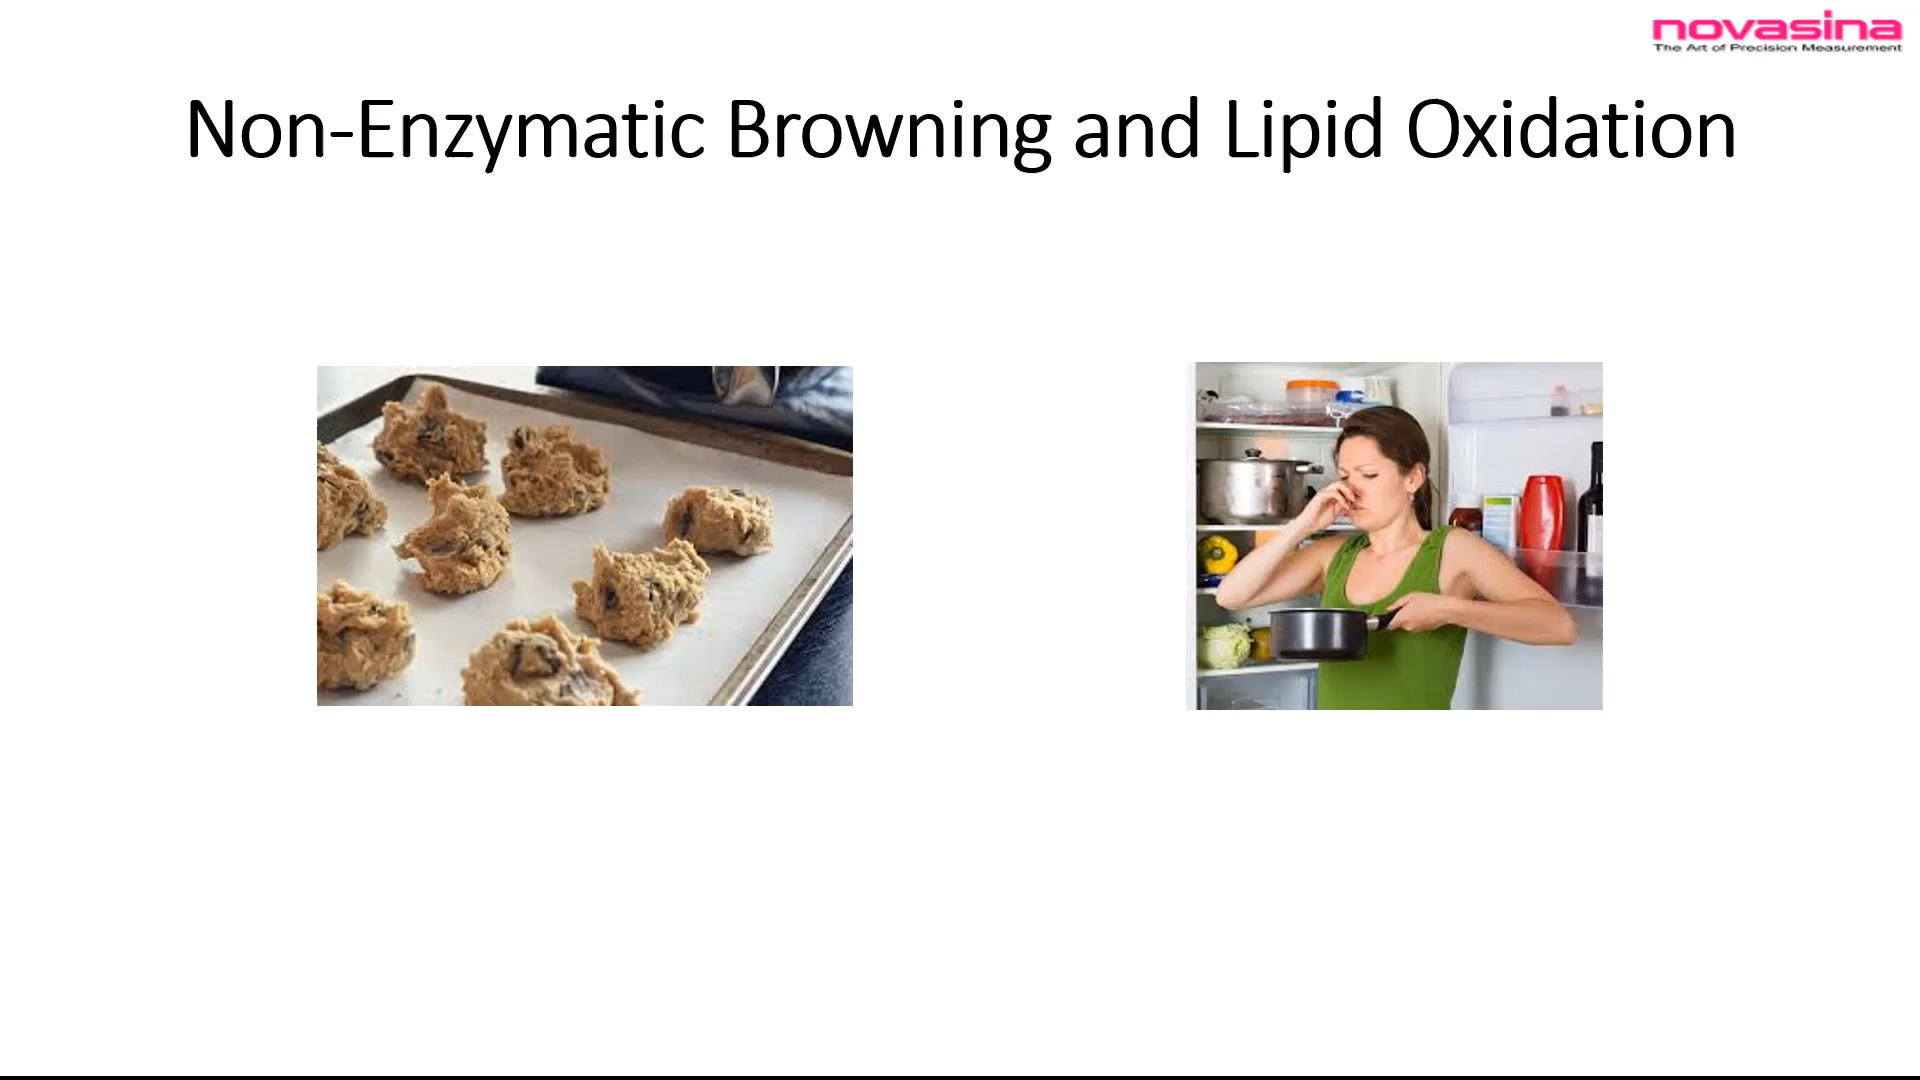 novasina
The Art of Precision Measurement
Non-Enzymatic Browning and Lipid Oxidation